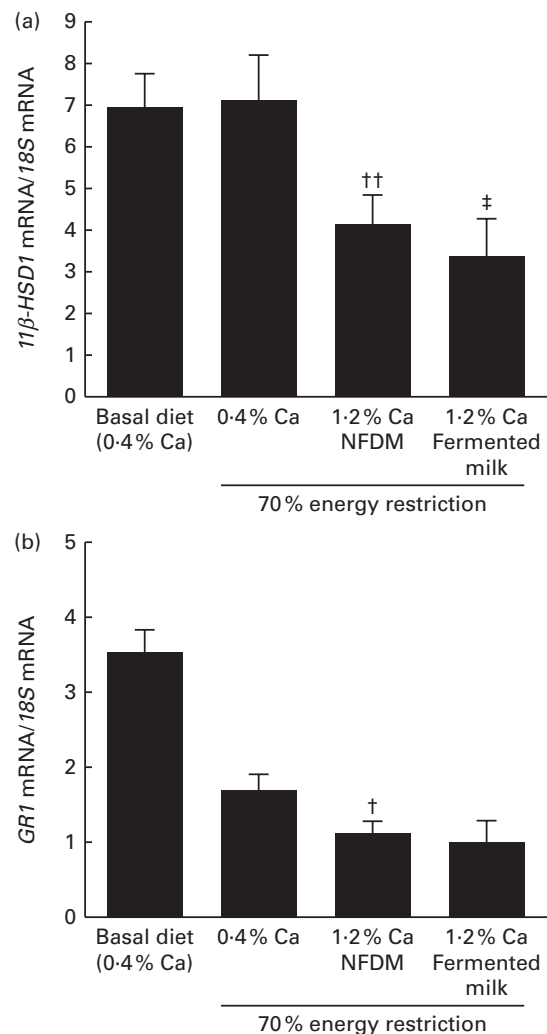 (a)
11β-HSD1 mRNA/18S mRNA
9
8
7
6
5
4
3
2
1
0
††
‡
Basal diet 0·4% Ca 1·2% Ca 1·2% Ca
(0·4% Ca) NFDM Fermented
milk
70% energy restriction
(b)
GR1 mRNA/18S mRNA
5
4
3
2
1
0
†
Basal diet 0·4% Ca 1·2% Ca 1·2% Ca
(0·4% Ca) NFDM Fermented
milk
70% energy restriction